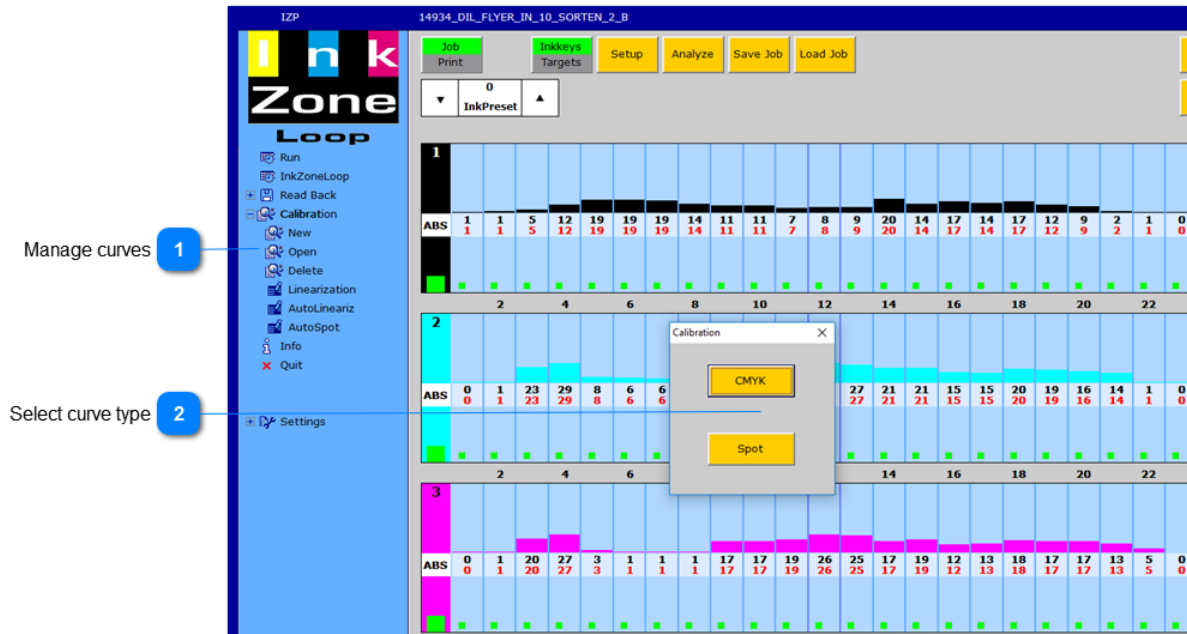 IZP 14934_DIL_FLYER_IN_10_SORTEN_2_B
Ink
Zone
Loop
Run
InkZoneLoop
Read Back
Calibration
New
Open
Delete
Linearization
AutoLineariz
AutoSpot
Info
Quit
Settings
Manage curves 1
Select curve type 2
Job
Print
Inkkeys
Targets
Setup
Analyze
Save Job
Load Job
▼ 0 ▲
InkPreset
1
ABS
1 1 5 12 19 19 19 14 11 11 7 8 9 20 14 17 14 17 12 9 2 1 0
1 1 5 12 19 19 19 14 11 11 7 8 9 20 14 17 14 17 12 9 2 1 0
2 4 6 8 10 12 14 16 18 20 22
2
ABS
0 1 23 29 8 6 6 27 21 21 15 15 20 19 16 14 1 0
0 1 23 29 8 6 6 27 21 21 15 15 20 19 16 14 1 0
2 4 6 14 16 18 20 22
Calibration
CMYK
Spot
3
ABS
0 1 20 27 3 1 1 1 17 17 19 26 25 17 17 12 13 18 17 17 13 5 0
0 1 20 27 3 1 1 1 17 17 19 26 25 17 19 12 13 18 17 17 13 5 0